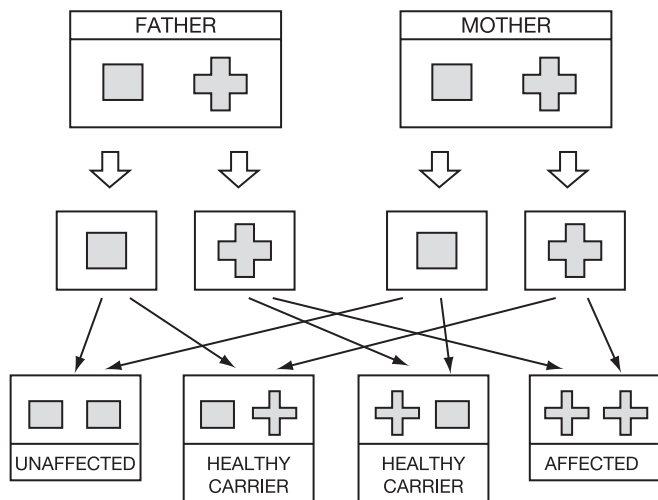 FATHER
MOTHER
UNAFFECTED
HEALTHY
CARRIER
HEALTHY
CARRIER
AFFECTED